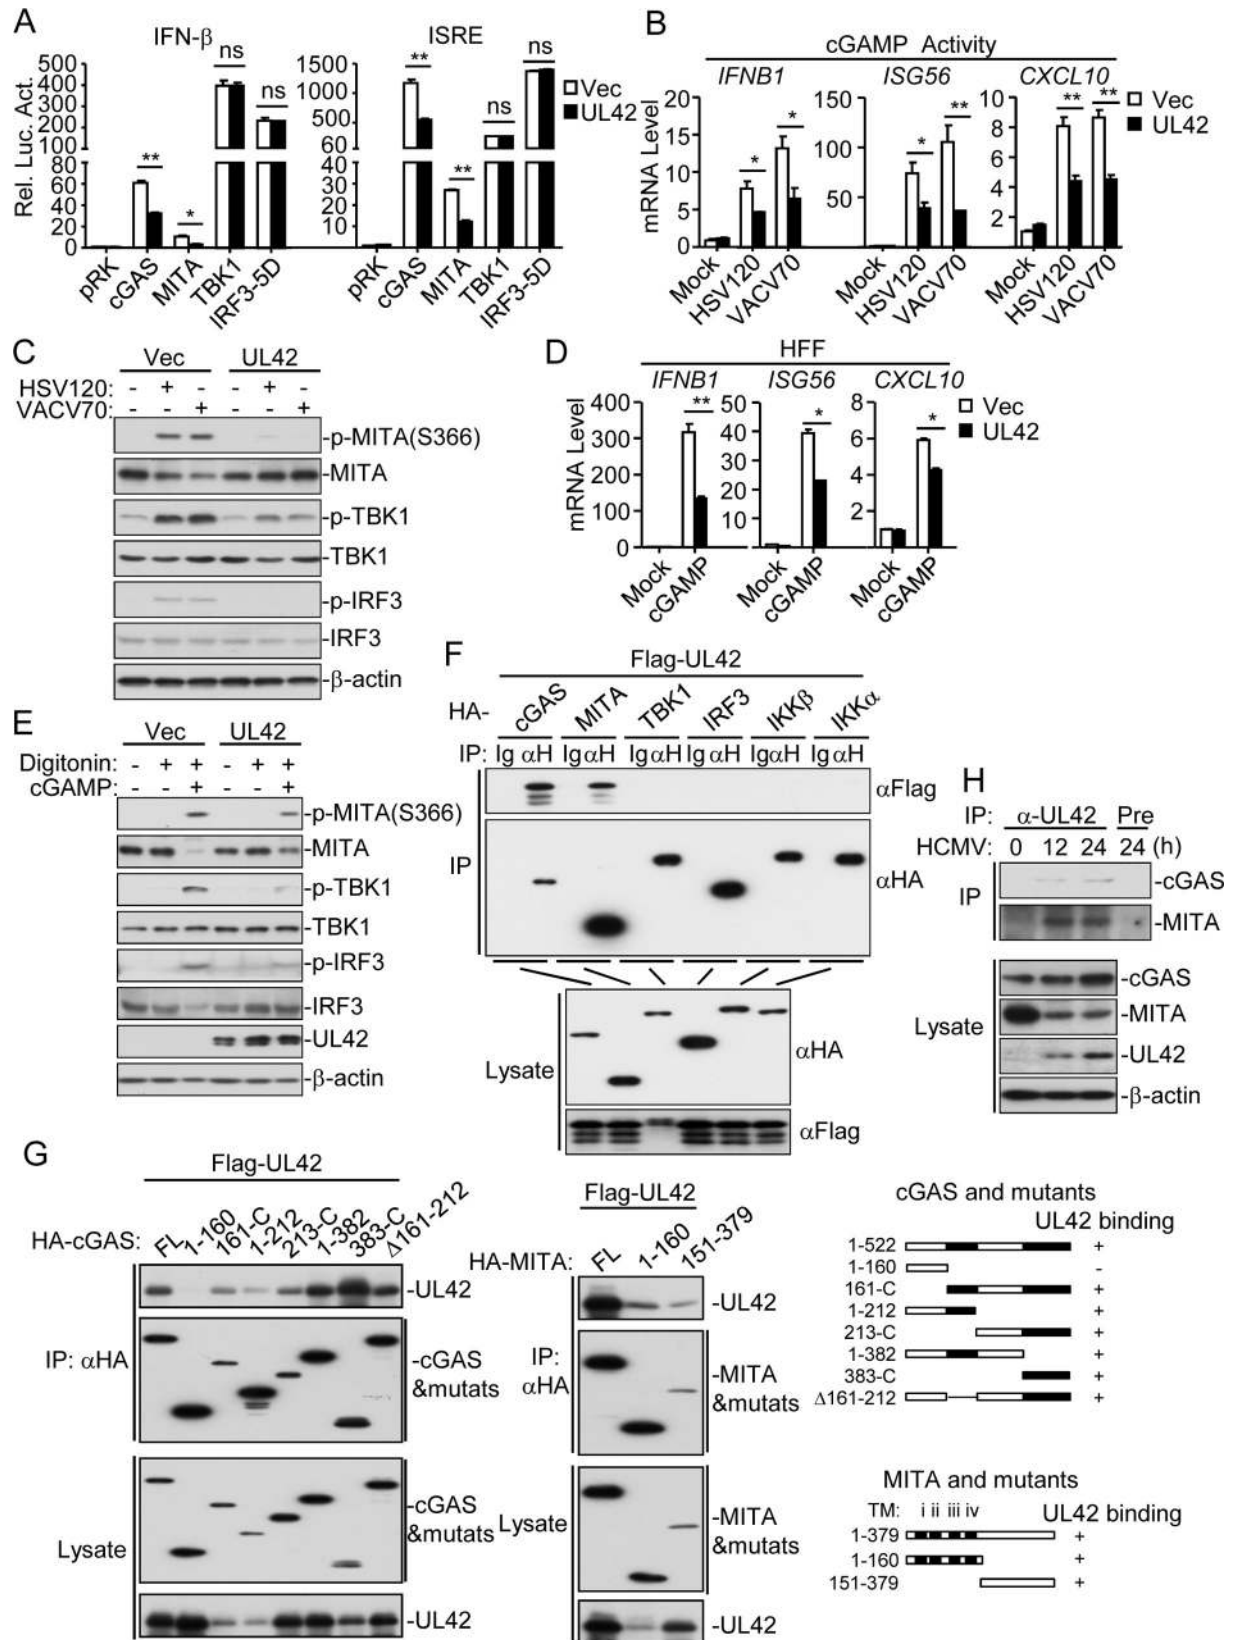 A
IFN-β
ISRE
Rel. Luc. Act.
500
400
300
200
100
80
60
40
20
0
ns
ns
**
*
1500
500
60
40
30
20
10
**
**
ns
ns
Vec
UL42
pRK
cGAS
MITA
TBK1
IRF3-5D
pRK
cGAS
MITA
TBK1
IRF3-5D
B
cGAMP Activity
IFNB1
ISG56
CXCL10
mRNA Level
20
15
10
5
0
*
*
150
100
50
*
**
10
8
6
4
2
**
**
Vec
UL42
Mock
HSV120
VACV70
Mock
HSV120
VACV70
Mock
HSV120
VACV70
C
Vec UL42
HSV120: - + - - + -
VACV70: - - + - - +
-p-MITA(S366)
-MITA
-p-TBK1
-TBK1
-p-IRF3
-IRF3
-β-actin
D
HFF
IFNB1
ISG56
CXCL10
mRNA Level
400
300
200
100
0
**
50
40
30
20
10
*
8
6
4
2
*
Vec
UL42
Mock
cGAMP
Mock
cGAMP
Mock
cGAMP
E
Vec UL42
Digitonin: - + + - + +
cGAMP: - - + - - +
-p-MITA(S366)
-MITA
-p-TBK1
-TBK1
-p-IRF3
-IRF3
-UL42
-β-actin
F
Flag-UL42
HA- cGAS MITA TBK1 IRF3 IKKβ IKKα
IP: Ig αH Ig αH Ig αH Ig αH Ig αH Ig αH
αFlag
IP
αHA
Lysate
αHA
αFlag
H
IP: α-UL42 Pre
HCMV: 0 12 24 24 (h)
IP
-cGAS
-MITA
Lysate
-cGAS
-MITA
-UL42
-β-actin
G
Flag-UL42
HA-cGAS: FL 1-160 161-C 1-212 213-C 1-382 383-C Δ161-212
-UL42
IP: αHA
-cGAS
&mutats
Lysate
-cGAS
&mutats
-UL42
Flag-UL42
HA-MITA: FL 1-160 151-379
-UL42
IP:
αHA
-MITA
&mutats
Lysate
-MITA
&mutats
-UL42
cGAS and mutants
UL42 binding
1-522 +
1-160 -
161-C +
1-212 +
213-C +
1-382 +
383-C +
Δ161-212 +
MITA and mutants
TM: i ii iii iv UL42 binding
1-379 +
1-160 +
151-379 +